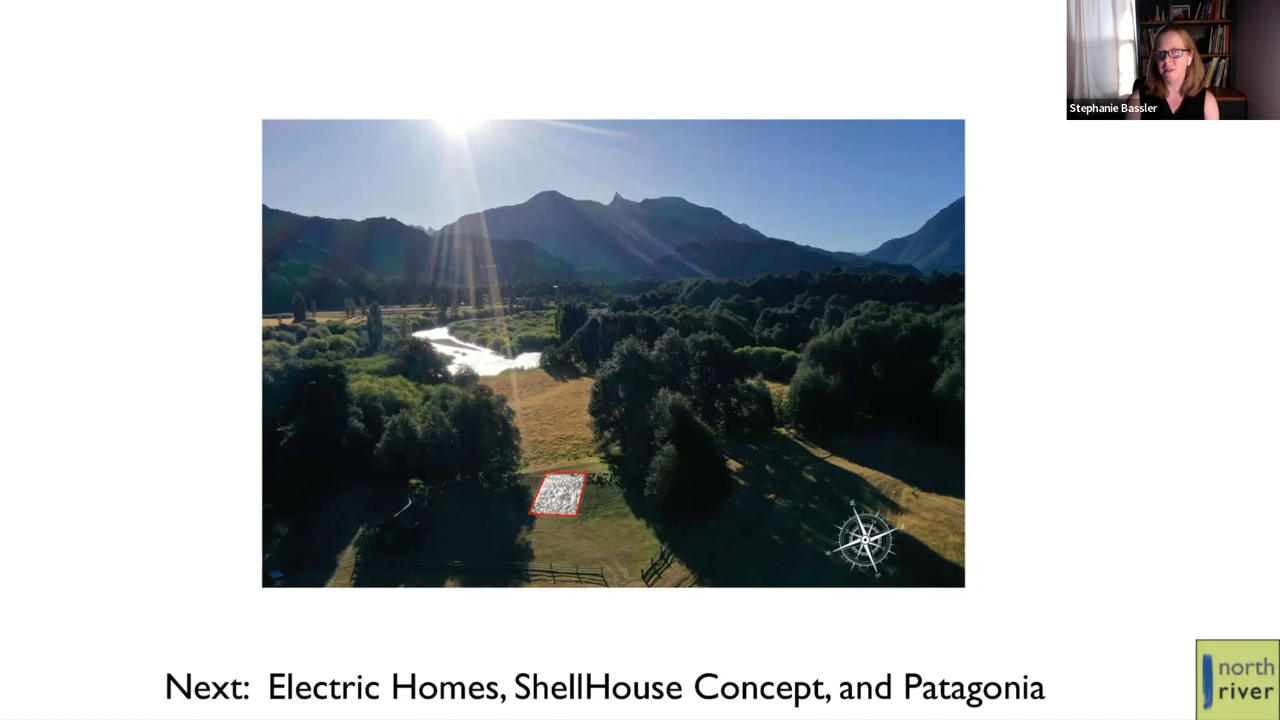 Stephanie Bassler
Next: Electric Homes, ShellHouse Concept, and Patagonia
north
river